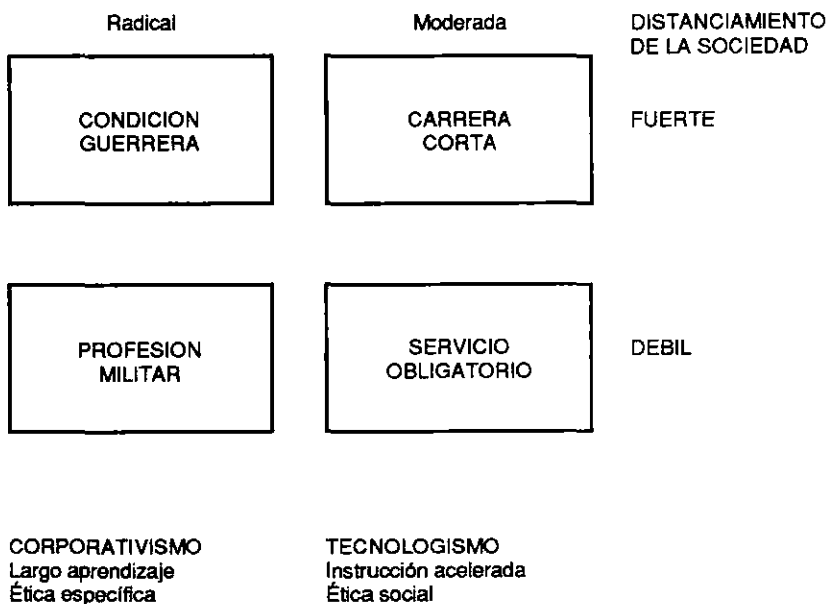 Radical
Moderada
DISTANCIAMIENTO
DE LA SOCIEDAD
CONDICION
GUERRERA
CARRERA
CORTA
FUERTE
PROFESION
MILITAR
SERVICIO
OBLIGATORIO
DEBIL
CORPORATIVISMO
Largo aprendizaje
Ética específica
TECNOLOGISMO
Instrucción acelerada
Ética social